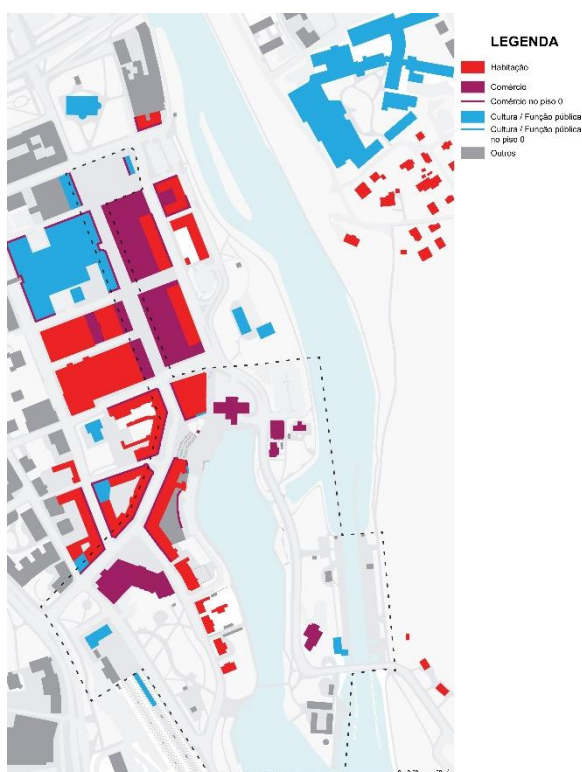 LEGENDA
Habitação
Comércio
Comércio no piso 0
Cultura / Função pública
Cultura / Função pública
no piso 0
Outros